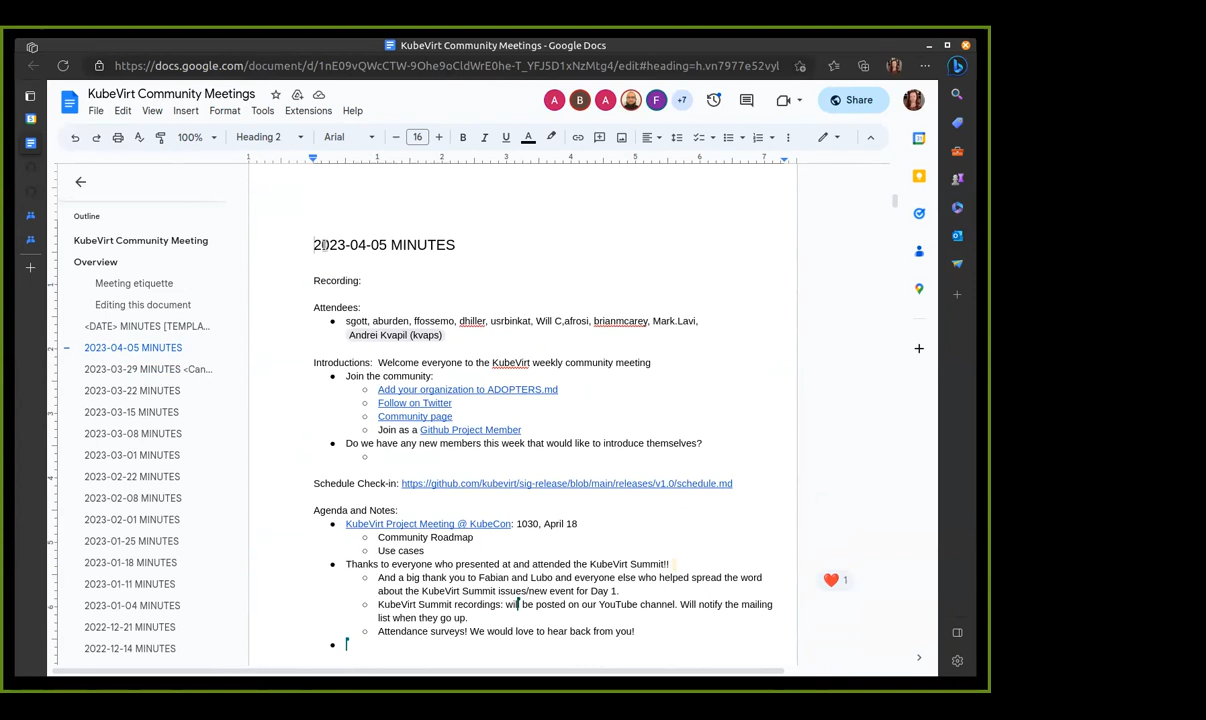 KubeVirt Community Meetings - Google Docs
https://docs.google.com/document/d/1nE09vQWcCTW-9Ohe9oCIdWrE0he-T_YFJ5D1xNzMtg4/edit#heading=h.vn7977e52vyl
KubeVirt Community Meetings
File Edit View Insert Format Tools Extensions Help
A B A F +7
Share
100% Heading 2 Arial 16
1 1 2 3 4 5 6 7
Outline
KubeVirt Community Meeting
Overview
Meeting etiquette
Editing this document
<DATE> MINUTES [TEMPLA...
2023-04-05 MINUTES
2023-03-29 MINUTES <Can...
2023-03-22 MINUTES
2023-03-15 MINUTES
2023-03-08 MINUTES
2023-03-01 MINUTES
2023-02-22 MINUTES
2023-02-08 MINUTES
2023-02-01 MINUTES
2023-01-25 MINUTES
2023-01-18 MINUTES
2023-01-11 MINUTES
2023-01-04 MINUTES
2022-12-21 MINUTES
2022-12-14 MINUTES
2023-04-05 MINUTES
Recording:
Attendees:
● sgott, aburden, ffossemo, dhiller, usrbinkat, Will C,afrosi, brianmcarey, Mark.Lavi,
Andrei Kvapil (kvaps)
Introductions: Welcome everyone to the KubeVirt weekly community meeting
● Join the community:
○ Add your organization to ADOPTERS.md
○ Follow on Twitter
○ Community page
○ Join as a Github Project Member
● Do we have any new members this week that would like to introduce themselves?
○
Schedule Check-in: https://github.com/kubevirt/sig-release/blob/main/releases/v1.0/schedule.md
Agenda and Notes:
● KubeVirt Project Meeting @ KubeCon: 1030, April 18
○ Community Roadmap
○ Use cases
● Thanks to everyone who presented at and attended the KubeVirt Summit!!
○ And a big thank you to Fabian and Lubo and everyone else who helped spread the word
about the KubeVirt Summit issues/new event for Day 1.
○ KubeVirt Summit recordings: will be posted on our YouTube channel. Will notify the mailing
list when they go up.
○ Attendance surveys! We would love to hear back from you!
●
❤️ 1